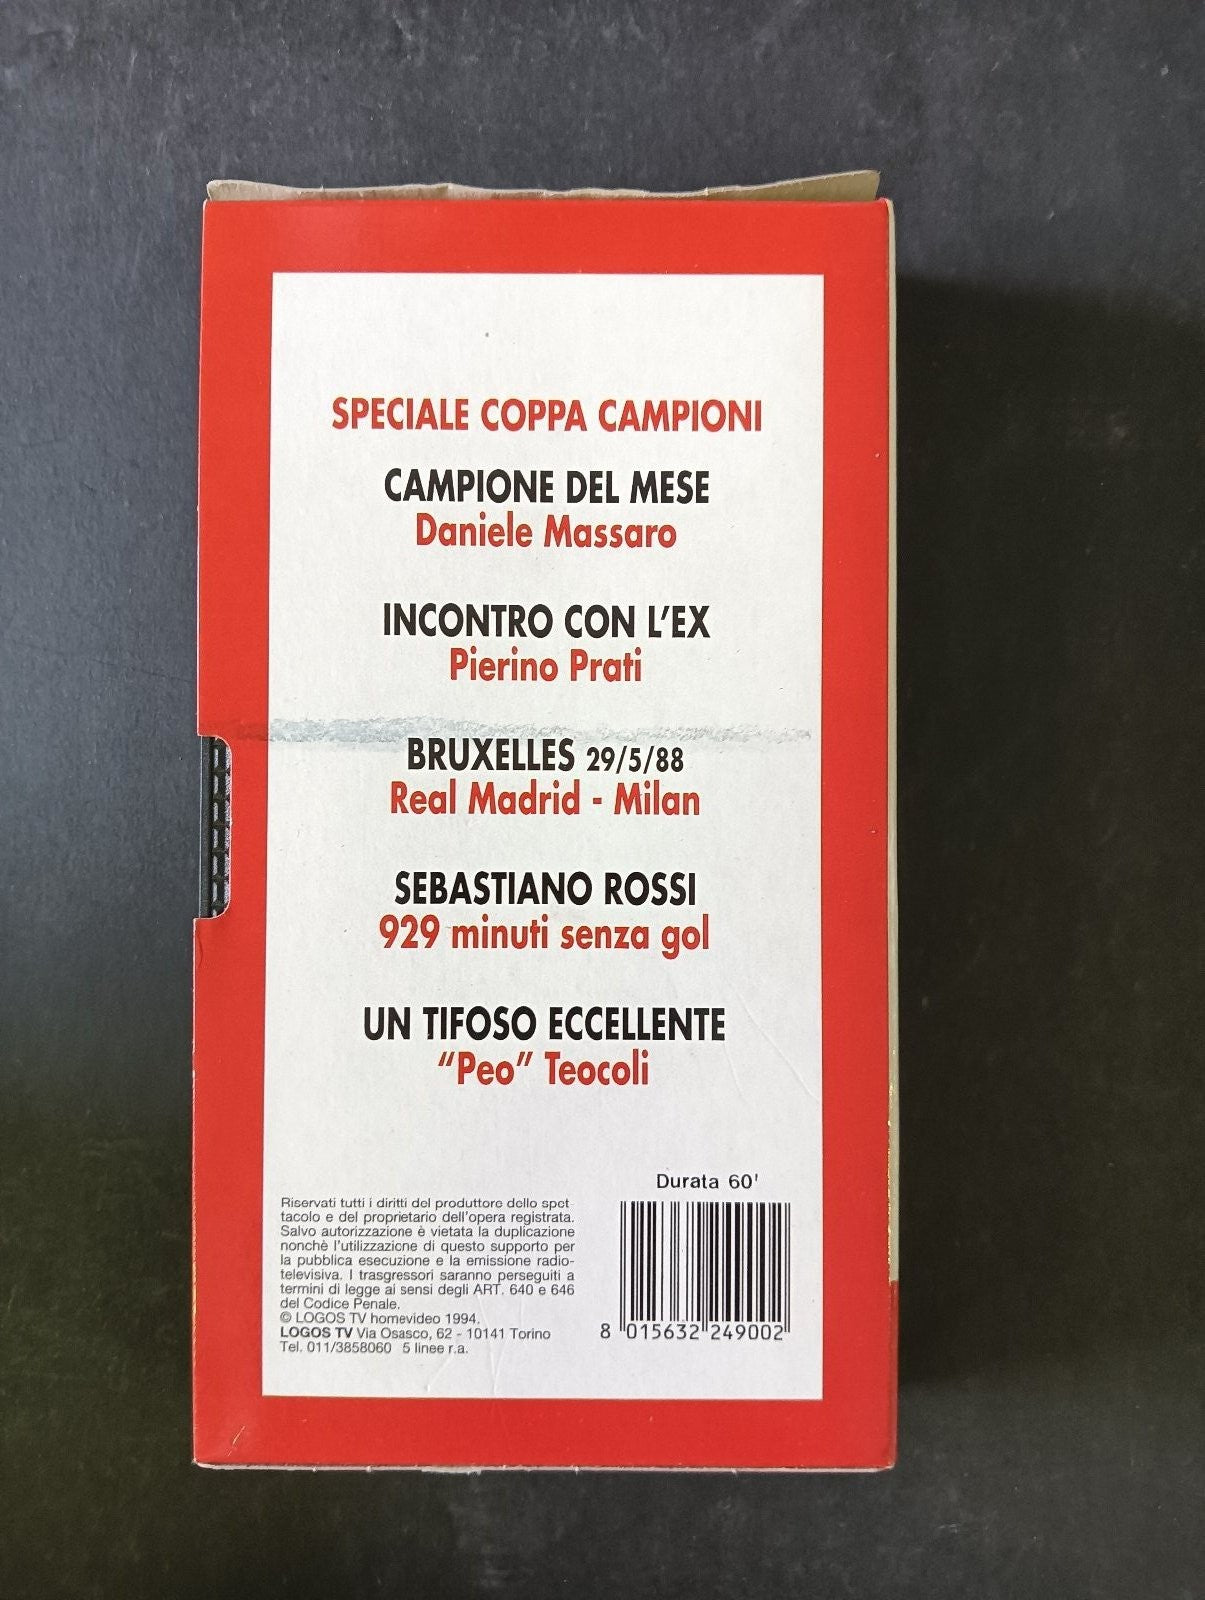 SPECIALE COPPA CAMPIONI
CAMPIONE DEL MESE
Daniele Massaro
INCONTRO CON L'EX
Pierino Prati
BRUXELLES 29/5/88
Real Madrid - Milan
SEBASTIANO ROSSI
929 minuti senza gol
UN TIFOSO ECCELLENTE
"Peo" Teocoli
Durata 60'
Riservati tutti i diritti del produttore dello spet
tacolo e del proprietario dell'opera registrata.
Salvo autorizzazione è vietata la duplicazione
nonchè l'utilizzazione di questo supporto per
la pubblica esecuzione e la emissione radio-
televisiva. I trasgressori saranno perseguiti a
termini di legge ai sensi degli ART. 640 e 646
del Codice Penale.
© LOGOS TV homevideo 1994.
LOGOS TV Via Osasco, 62 - 10141 Torino
Tel. 011/3858060 5 linee r.a.
8 015632 249002